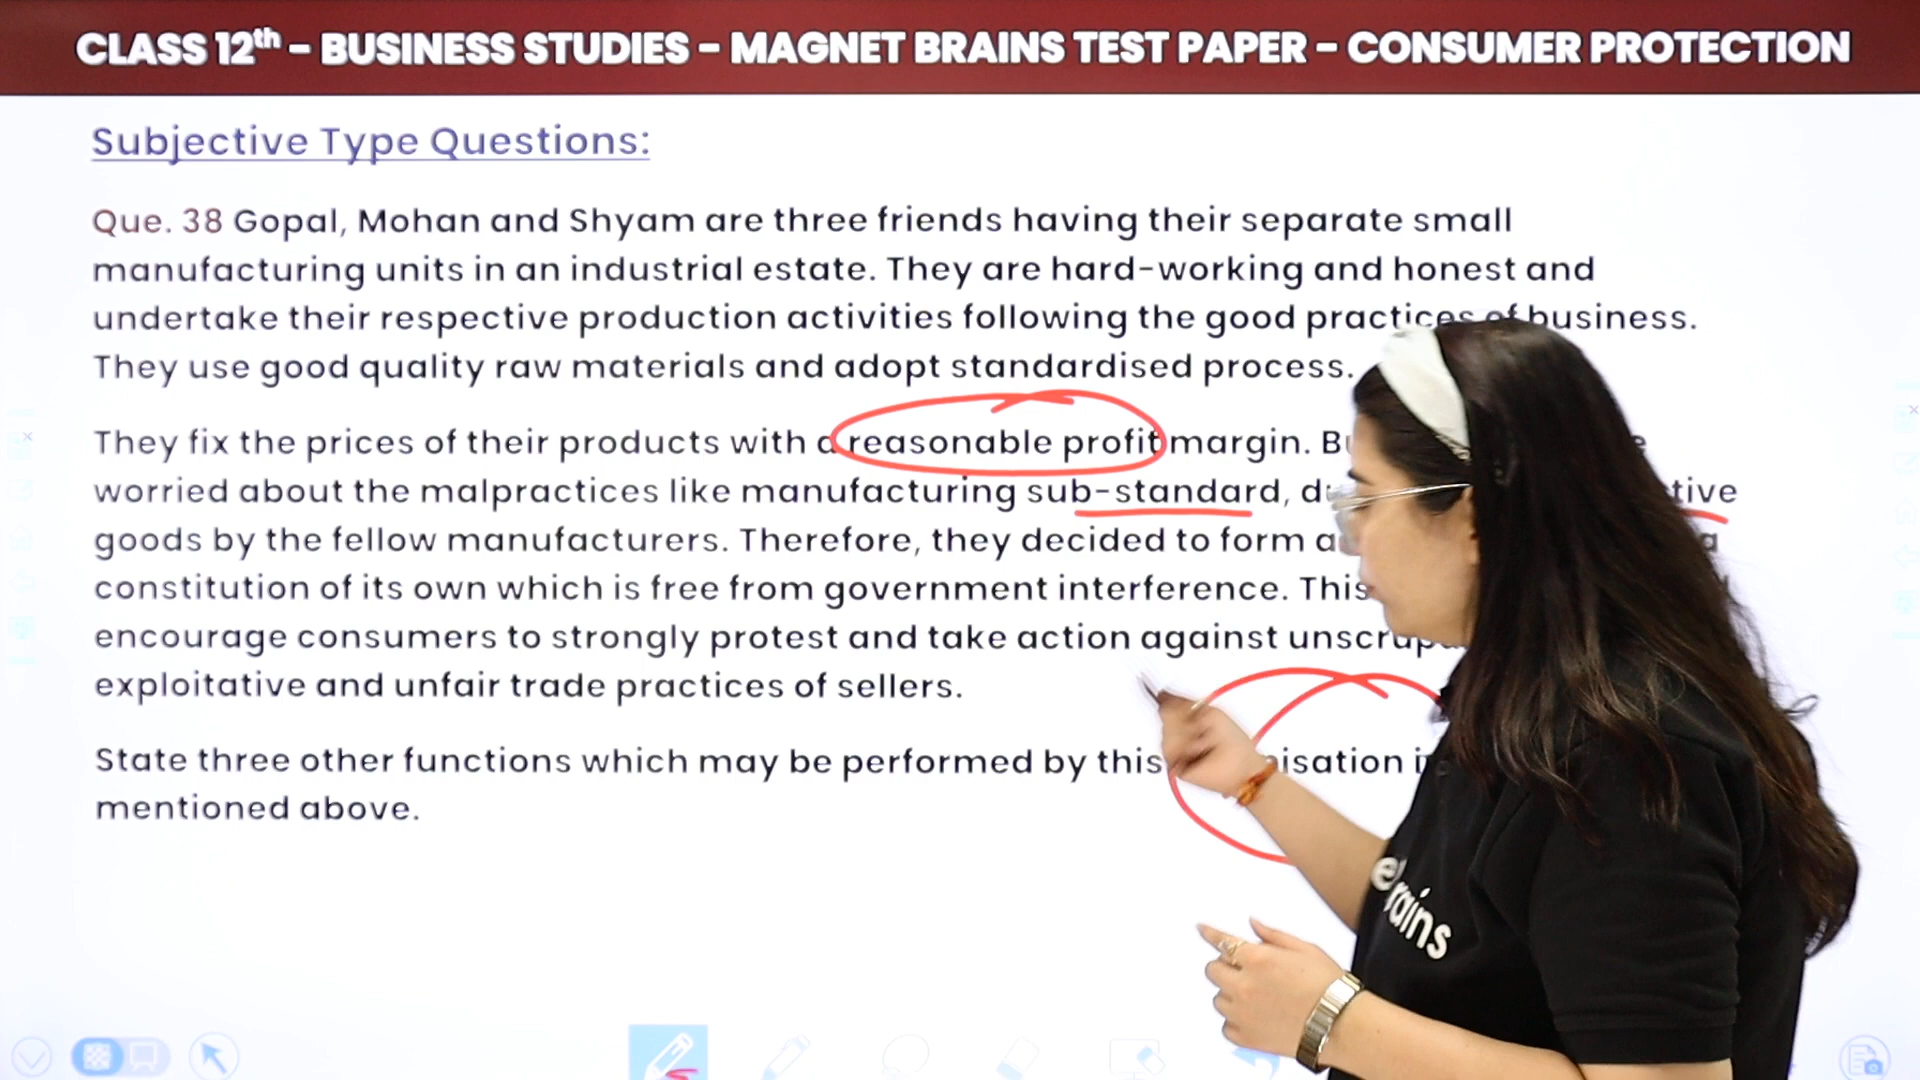 CLASS 12th – BUSINESS STUDIES – MAGNET BRAINS TEST PAPER – CONSUMER PROTECTION
Subjective Type Questions:
Que. 38 Gopal, Mohan and Shyam are three friends having their separate small
manufacturing units in an industrial estate. They are hard-working and honest and
undertake their respective production activities following the good practices of business.
They use good quality raw materials and adopt standardised process.
They fix the prices of their products with a reasonable profit margin.
worried about the malpractices like manufacturing sub-standard,
goods by the fellow manufacturers. Therefore, they decided to form a
constitution of its own which is free from government interference. This
encourage consumers to strongly protest and take action against
exploitative and unfair trade practices of sellers.
State three other functions which may be performed by this
mentioned above.